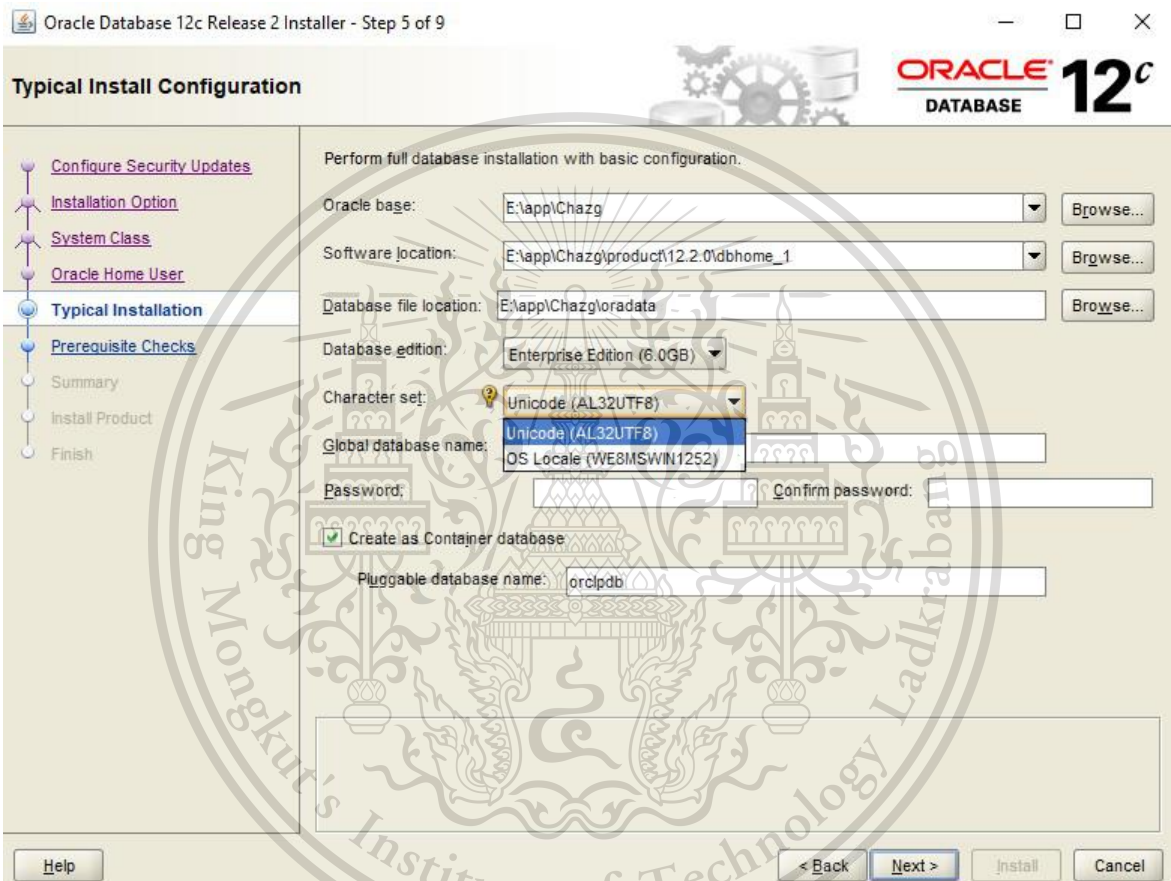 Oracle Database 12c Release 2 Installer - Step 5 of 9
Typical Install Configuration
ORACLE 12c
DATABASE
Configure Security Updates
Installation Option
System Class
Oracle Home User
Typical Installation
Prerequisite Checks
Summary
Install Product
Finish
Perform full database installation with basic configuration.
Oracle base: E:\app\Chazg Browse...
Software location: E:\app\Chazg\product\12.2.0\dbhome_1 Browse...
Database file location: E:\app\Chazg\oradata Browse...
Database edition: Enterprise Edition (6.0GB)
Character set: Unicode (AL32UTF8)
Unicode (AL32UTF8)
Global database name:
OS Locale (WE8MSWIN1252)
Password: Confirm password:
Create as Container database
Pluggable database name: orclpdb
Help < Back Next > Install Cancel
King Mongkut's Institute of Technology Ladkrabang